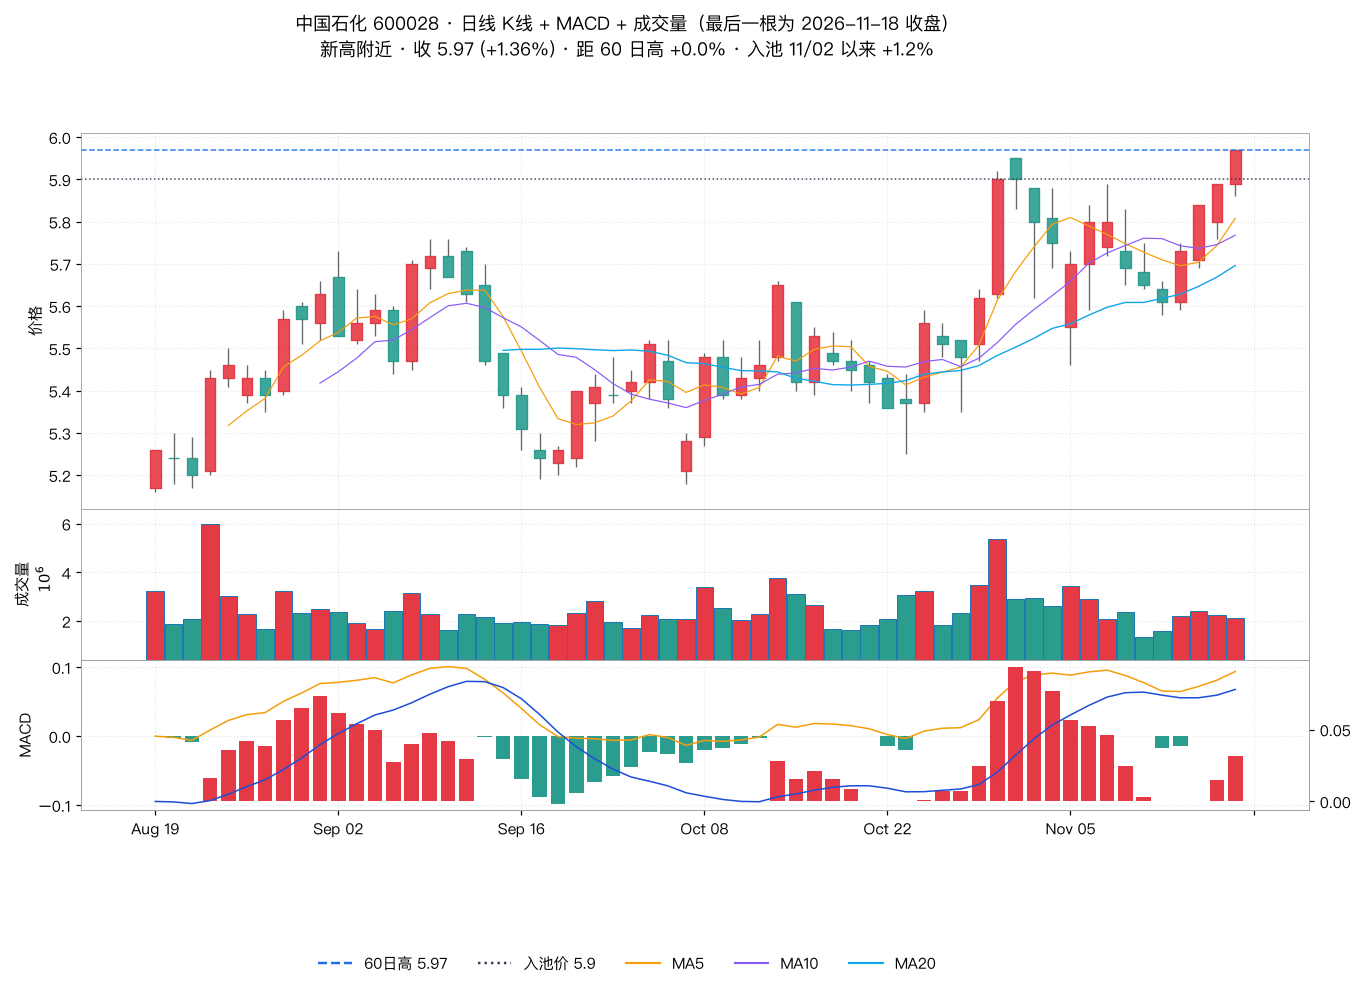 中国石化 600028 · 日线 K线 + MACD + 成交量（最后一根为 2026−11−18 收盘）
新高附近 · 收 5.97 (+1.36%) · 距 60 日高 +0.0% · 入池 11/02 以来 +1.2%
6.0
5.9
5.8
5.7
5.6
5.5
5.4
5.3
5.2
价格
6
4
2
成交量
10⁶
0.1
0.0
−0.1
MACD
0.05
0.00
Aug 19
Sep 02
Sep 16
Oct 08
Oct 22
Nov 05
60日高 5.97
入池价 5.9
MA5
MA10
MA20